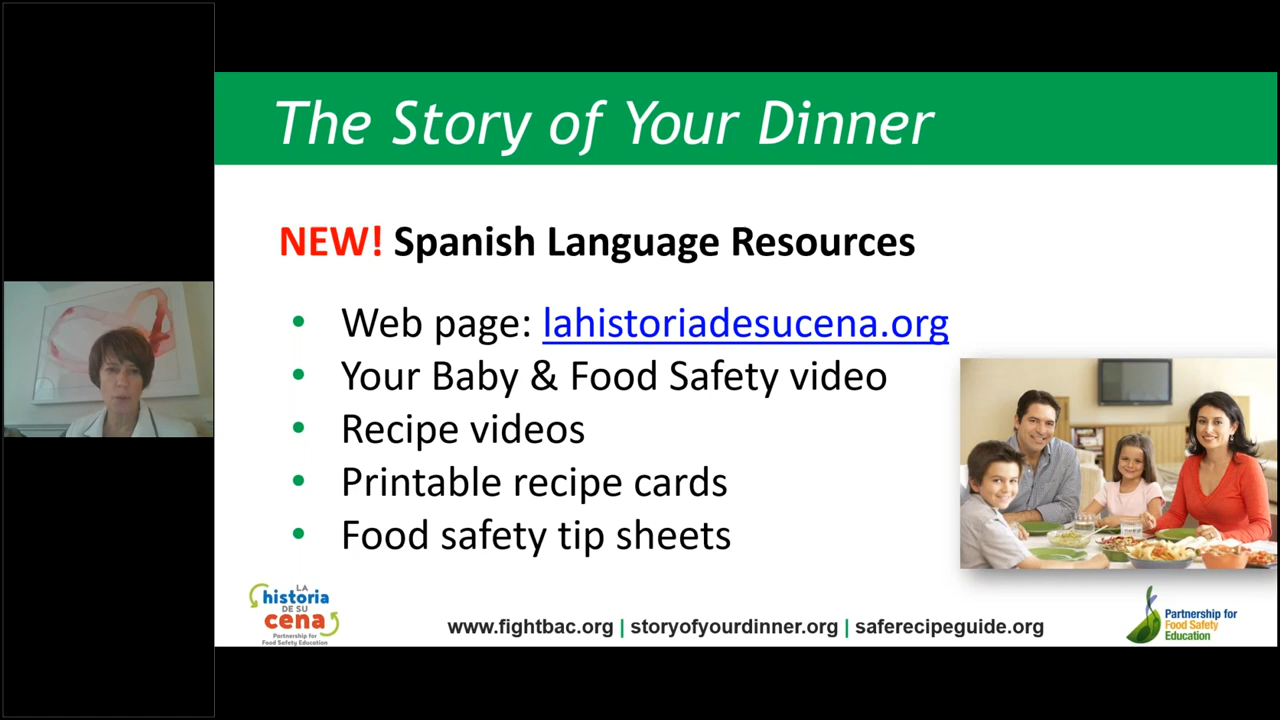 The Story of Your Dinner
NEW! Spanish Language Resources
• Web page: lahistoriadesucena.org
• Your Baby & Food Safety video
• Recipe videos
• Printable recipe cards
• Food safety tip sheets
LA
historia
DE SU
cena
Partnership for
Food Safety Education
www.fightbac.org | storyofyourdinner.org | saferecipeguide.org
Partnership for
Food Safety
Education